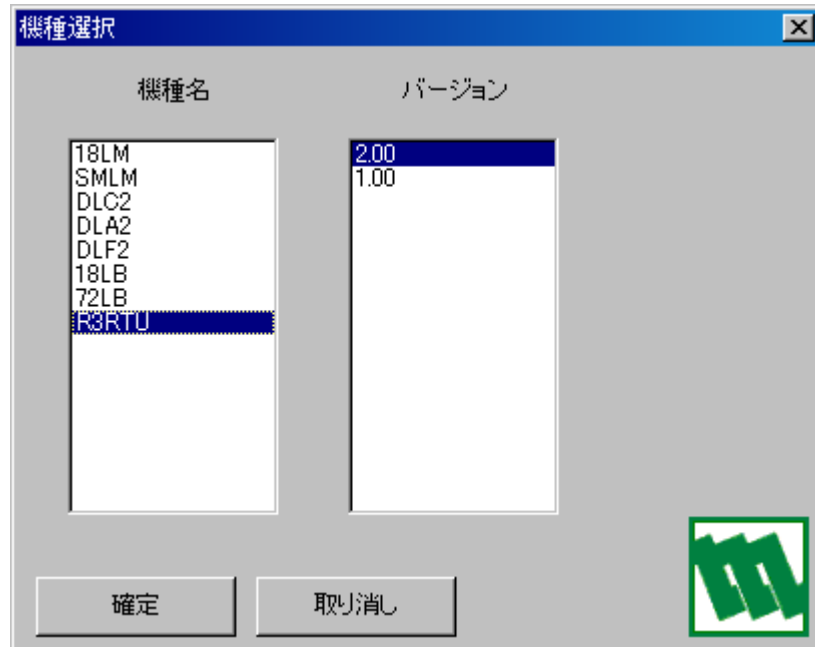 機種選択
機種名
バージョン
18LM
SMLM
DLC2
DLA2
DLF2
18LB
72LB
R3RTU
2.00
1.00
確定
取り消し